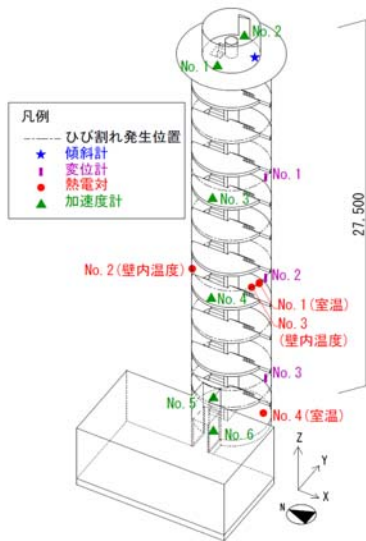 No.2
No.1
凡例
ひび割れ発生位置
傾斜計
変位計
熱電対
加速度計
No.1
No.3
27,500
No.2(壁内温度)
No.2
No.4
No.1(室温)
No.3
(壁内温度)
No.3
No.5
No.4(室温)
No.6
Z
Y
X
N